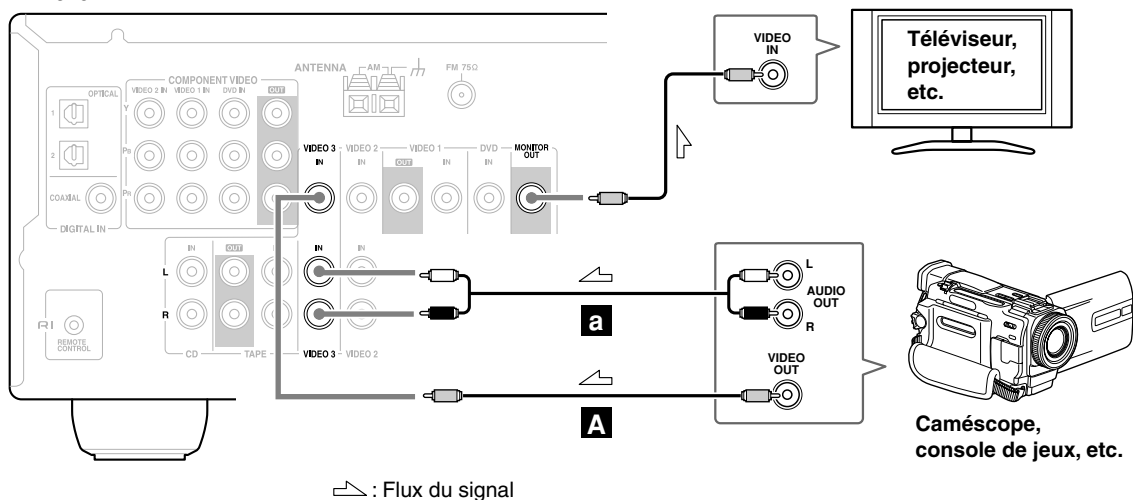 VIDEO
IN
Téléviseur,
projecteur,
etc.
ANTENNA
AM
FM 75Ω
COMPONENT VIDEO
OPTICAL
VIDEO 2 IN VIDEO 1 IN DVD IN OUT
1
Y
2
PB
PR
COAXIAL
DIGITAL IN
VIDEO 3 VIDEO 2 VIDEO 1 DVD MONITOR
OUT
IN IN OUT IN IN
IN OUT IN IN IN
L
R
RI
REMOTE
CONTROL
CD TAPE VIDEO 3 VIDEO 2
a
L
AUDIO
OUT
R
VIDEO
OUT
A
Caméscope,
console de jeux, etc.
: Flux du signal